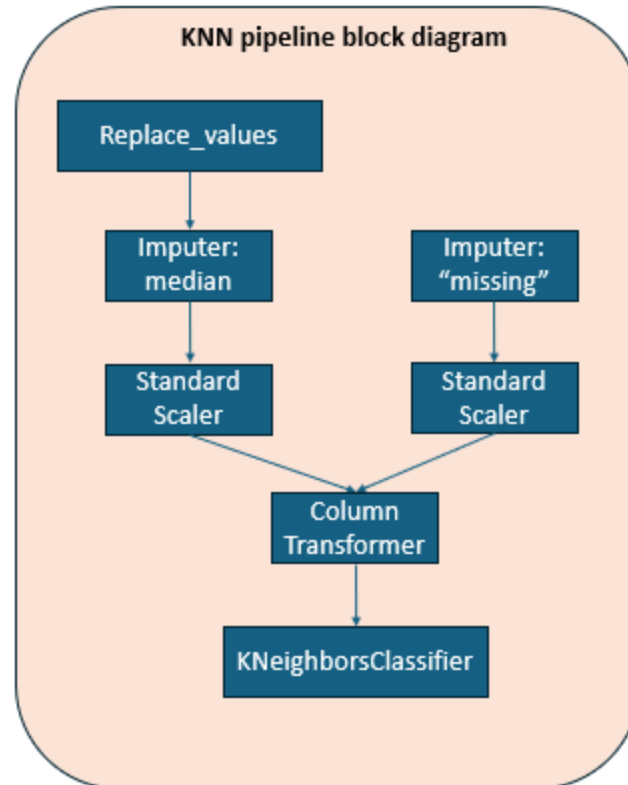 KNN pipeline block diagram
Replace_values
Imputer:
median
Imputer:
“missing”
Standard
Scaler
Standard
Scaler
Column
Transformer
KNeighborsClassifier